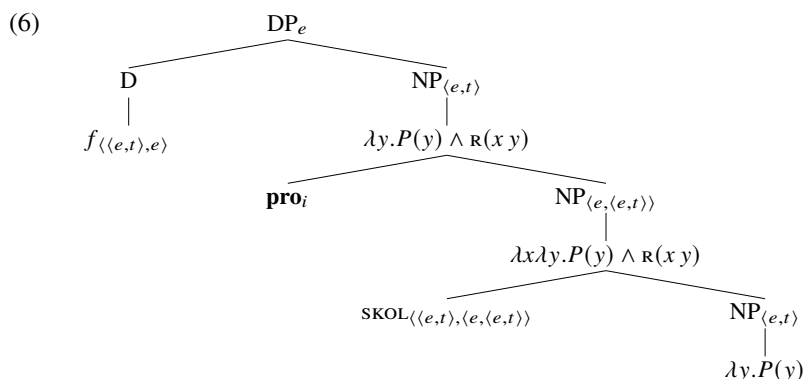 (6) DP_e
D NP_⟨e,t⟩
f_⟨⟨e,t⟩,e⟩ λy.P(y) ∧ ʀ(x y)
pro_i NP_⟨e,⟨e,t⟩⟩
λxλy.P(y) ∧ ʀ(x y)
SKOL_⟨⟨e,t⟩,⟨e,⟨e,t⟩⟩ NP_⟨e,t⟩
λy.P(y)